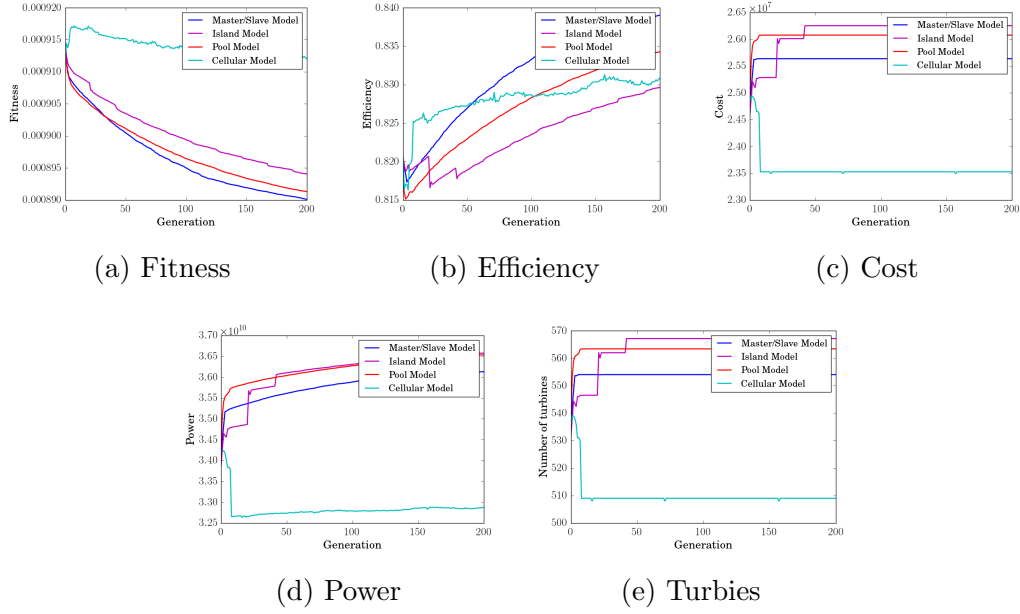 0.000920
0.000915
0.000910
0.000905
0.000900
0.000895
0.000890
Fitness
0 50 100 150 200
Generation
Master/Slave Model
Island Model
Pool Model
Cellular Model
(a) Fitness
0.840
0.835
0.830
0.825
0.820
0.815
Efficiency
0 50 100 150 200
Generation
Master/Slave Model
Island Model
Pool Model
Cellular Model
(b) Efficiency
×10^7
2.65
2.60
2.55
2.50
2.45
2.40
2.35
2.30
Cost
0 50 100 150 200
Generation
Master/Slave Model
Island Model
Pool Model
Cellular Model
(c) Cost
×10^10
3.70
3.65
3.60
3.55
3.50
3.45
3.40
3.35
3.30
3.25
Power
0 50 100 150 200
Generation
Master/Slave Model
Island Model
Pool Model
Cellular Model
(d) Power
570
560
550
540
530
520
510
500
Number of turbines
0 50 100 150 200
Generation
Master/Slave Model
Island Model
Pool Model
Cellular Model
(e) Turbies